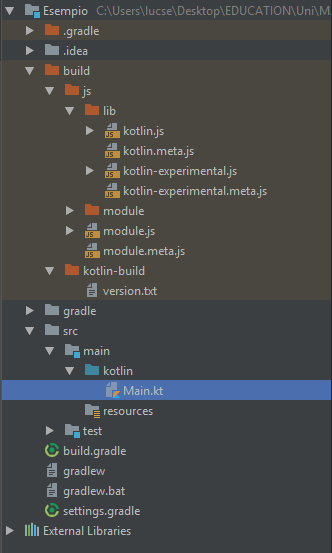 Esempio C:\Users\lucse\Desktop\EDUCATION\Uni\M
.gradle
.idea
build
js
lib
kotlin.js
kotlin.meta.js
kotlin-experimental.js
kotlin-experimental.meta.js
module
module.js
module.meta.js
kotlin-build
version.txt
gradle
src
main
kotlin
Main.kt
resources
test
build.gradle
gradlew
gradlew.bat
settings.gradle
External Libraries